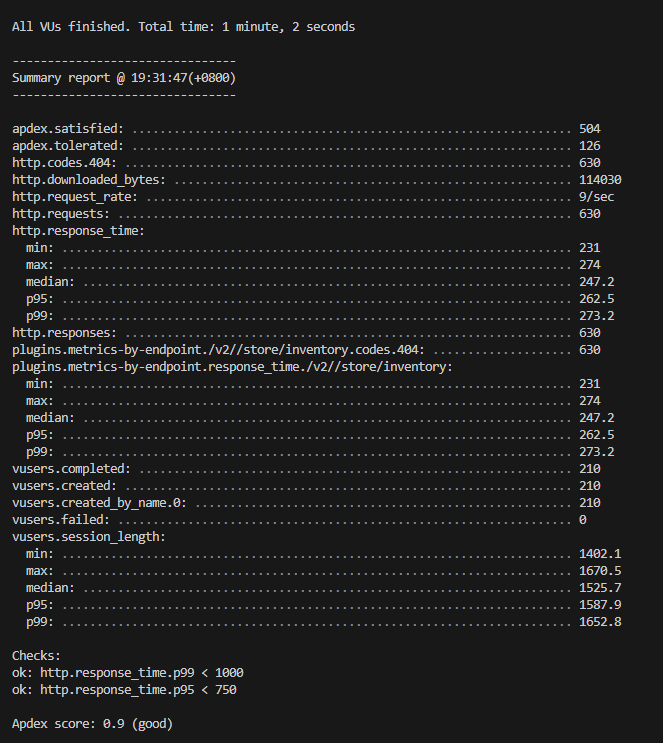 All VUs finished. Total time: 1 minute, 2 seconds
--------------------------------
Summary report @ 19:31:47(+0800)
--------------------------------
apdex.satisfied: ............................................................... 504
apdex.tolerated: ............................................................... 126
http.codes.404: ................................................................ 630
http.downloaded_bytes: ......................................................... 114030
http.request_rate: ............................................................. 9/sec
http.requests: ................................................................. 630
http.response_time:
  min: ......................................................................... 231
  max: ......................................................................... 274
  median: ...................................................................... 247.2
  p95: ......................................................................... 262.5
  p99: ......................................................................... 273.2
http.responses: ................................................................ 630
plugins.metrics-by-endpoint./v2//store/inventory.codes.404: .................... 630
plugins.metrics-by-endpoint.response_time./v2//store/inventory:
  min: ......................................................................... 231
  max: ......................................................................... 274
  median: ...................................................................... 247.2
  p95: ......................................................................... 262.5
  p99: ......................................................................... 273.2
vusers.completed: .............................................................. 210
vusers.created: ................................................................ 210
vusers.created_by_name.0: ...................................................... 210
vusers.failed: ................................................................. 0
vusers.session_length:
  min: ......................................................................... 1402.1
  max: ......................................................................... 1670.5
  median: ...................................................................... 1525.7
  p95: ......................................................................... 1587.9
  p99: ......................................................................... 1652.8
Checks:
ok: http.response_time.p99 < 1000
ok: http.response_time.p95 < 750
Apdex score: 0.9 (good)